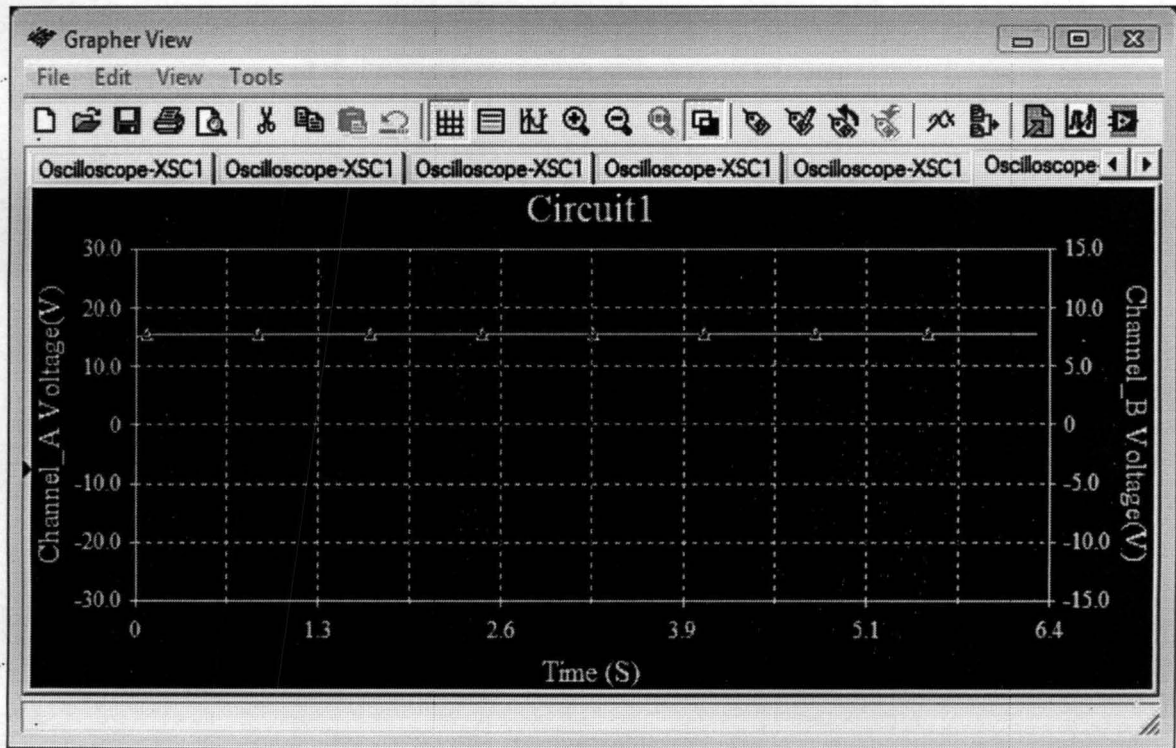 Grapher View
File Edit View Tools
Oscilloscope-XSC1 Oscilloscope-XSC1 Oscilloscope-XSC1 Oscilloscope-XSC1 Oscilloscope-XSC1 Oscilloscope-
Circuit1
Channel_A Voltage(V)
30.0
20.0
10.0
0
-10.0
-20.0
-30.0
15.0
10.0
5.0
0
-5.0
-10.0
-15.0
Channel_B Voltage(V)
0 1.3 2.6 3.9 5.1 6.4
Time (S)